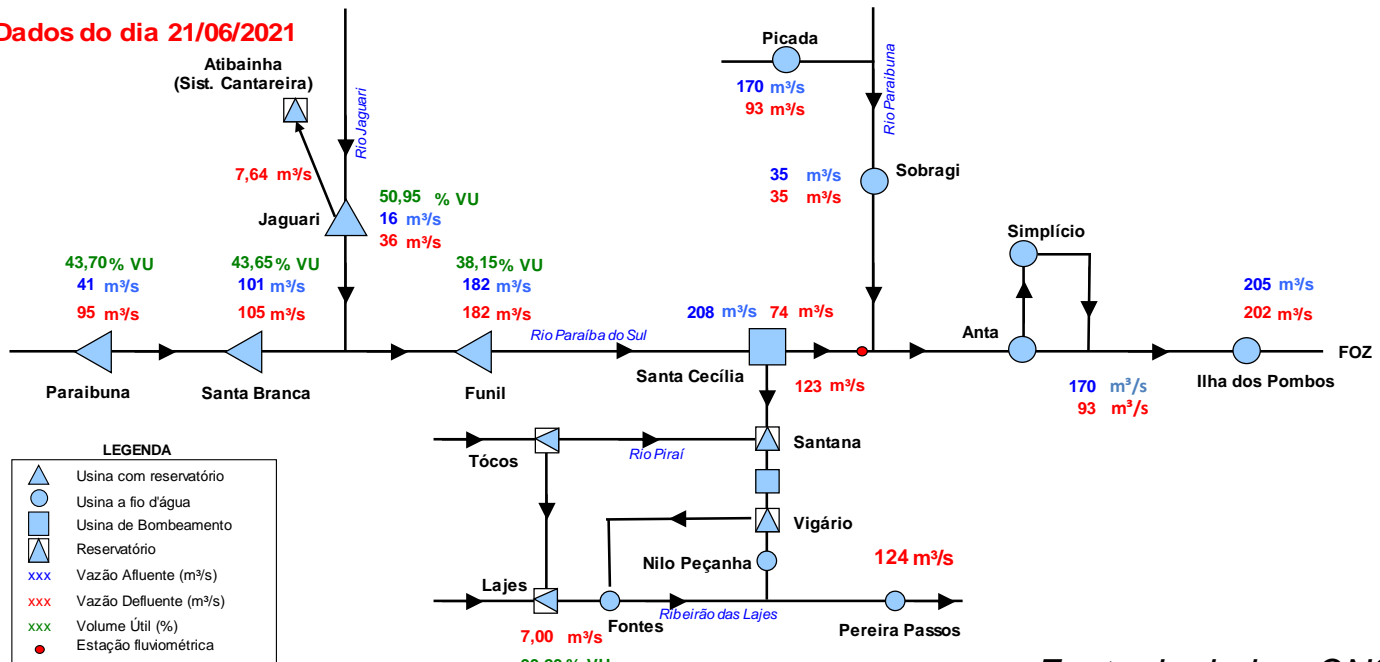 Dados do dia 21/06/2021
Atibainha
(Sist. Cantareira)
Rio Jaguari
7,64 m³/s
Jaguari
50,95 % VU
16 m³/s
36 m³/s
Picada
170 m³/s
93 m³/s
Rio Paraibuna
35 m³/s
35 m³/s
Sobragi
43,70 % VU
41 m³/s
95 m³/s
Paraibuna
43,65 % VU
101 m³/s
105 m³/s
Santa Branca
38,15 % VU
182 m³/s
182 m³/s
Funil
Rio Paraíba do Sul
208 m³/s 74 m³/s
Santa Cecília
123 m³/s
Simplício
Anta
170 m³/s
93 m³/s
205 m³/s
202 m³/s
Ilha dos Pombos
FOZ
Tócos
Rio Piraí
Santana
Vigário
Nilo Peçanha
124 m³/s
Lajes
Fontes
Ribeirão das Lajes
Pereira Passos
7,00 m³/s
% VU
LEGENDA
Usina com reservatório
Usina a fio d'água
Usina de Bombeamento
Reservatório
xxx Vazão Afluente (m³/s)
xxx Vazão Defluente (m³/s)
xxx Volume Útil (%)
Estação fluviométrica